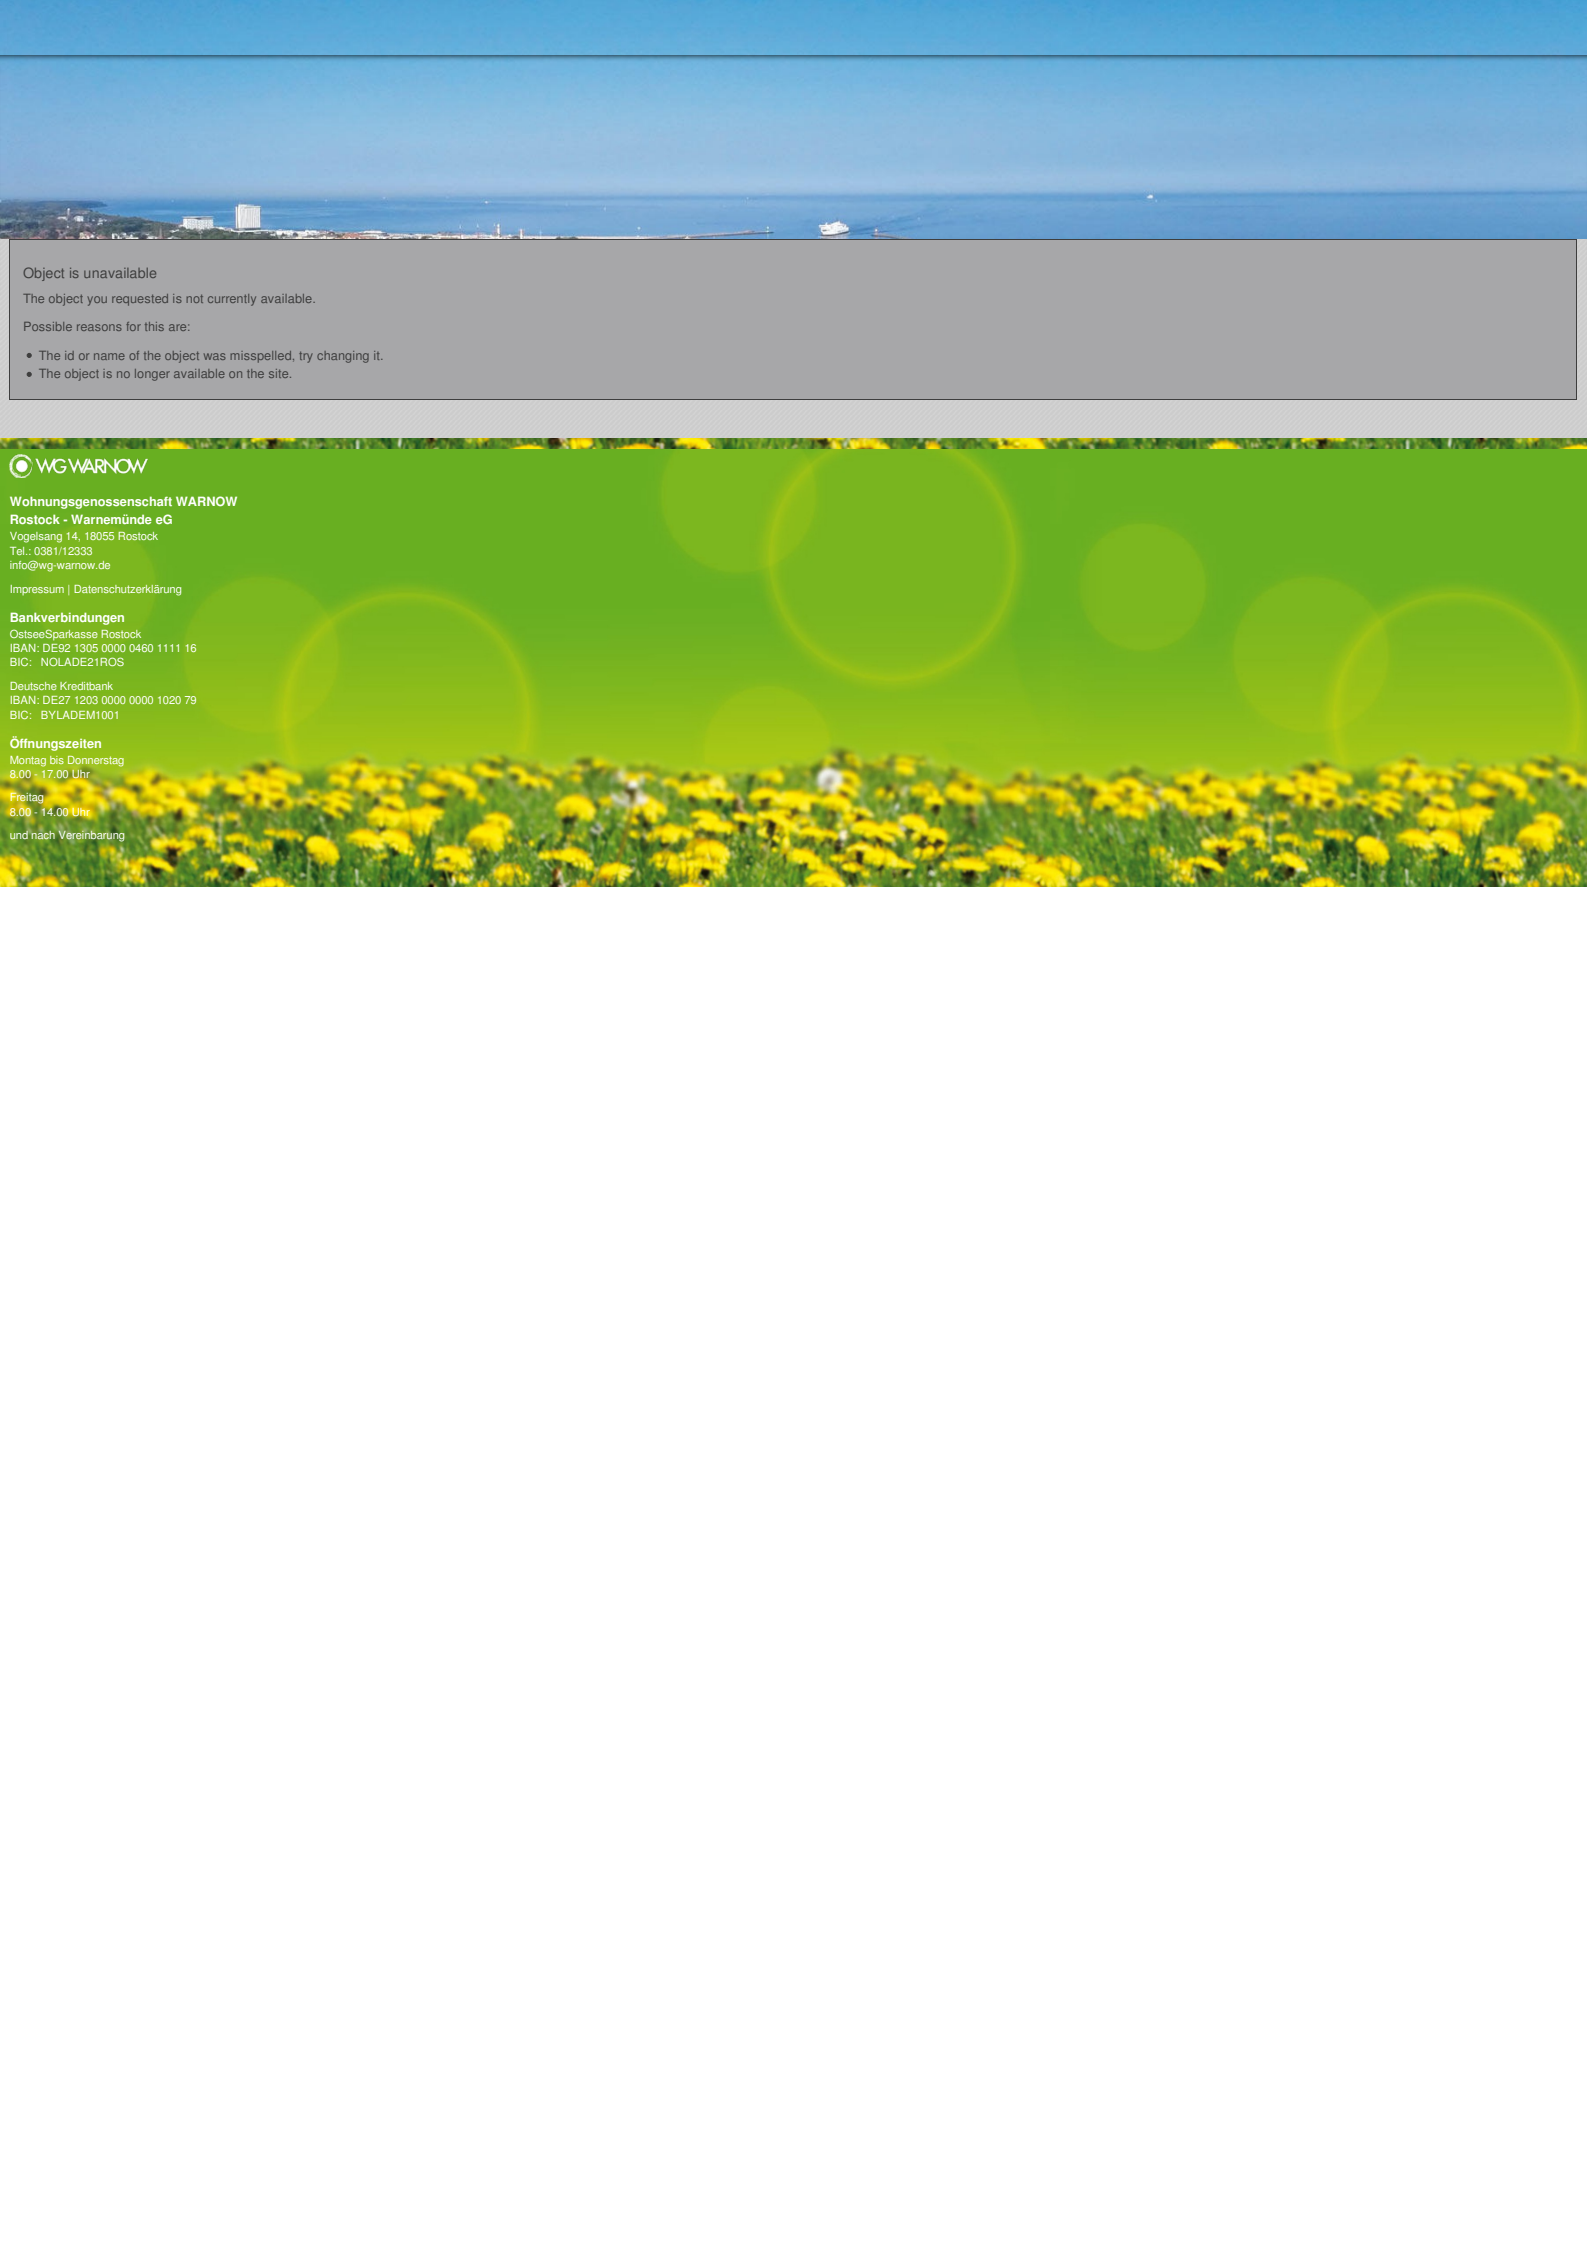 Object is unavailable
The object you requested is not currently available.
Possible reasons for this are:
The id or name of the object was misspelled, try changing it.
The object is no longer available on the site.
WG WARNOW
Wohnungsgenossenschaft WARNOW
Rostock - Warnemünde eG
Vogelsang 14, 18055 Rostock
Tel.: 0381/12333
info@wg-warnow.de
Impressum | Datenschutzerklärung
Bankverbindungen
OstseeSparkasse Rostock
IBAN: DE92 1305 0000 0460 1111 16
BIC: NOLADE21ROS
Deutsche Kreditbank
IBAN: DE27 1203 0000 0000 1020 79
BIC: BYLADEM1001
Öffnungszeiten
Montag bis Donnerstag
8.00 - 17.00 Uhr
Freitag
8.00 - 14.00 Uhr
und nach Vereinbarung